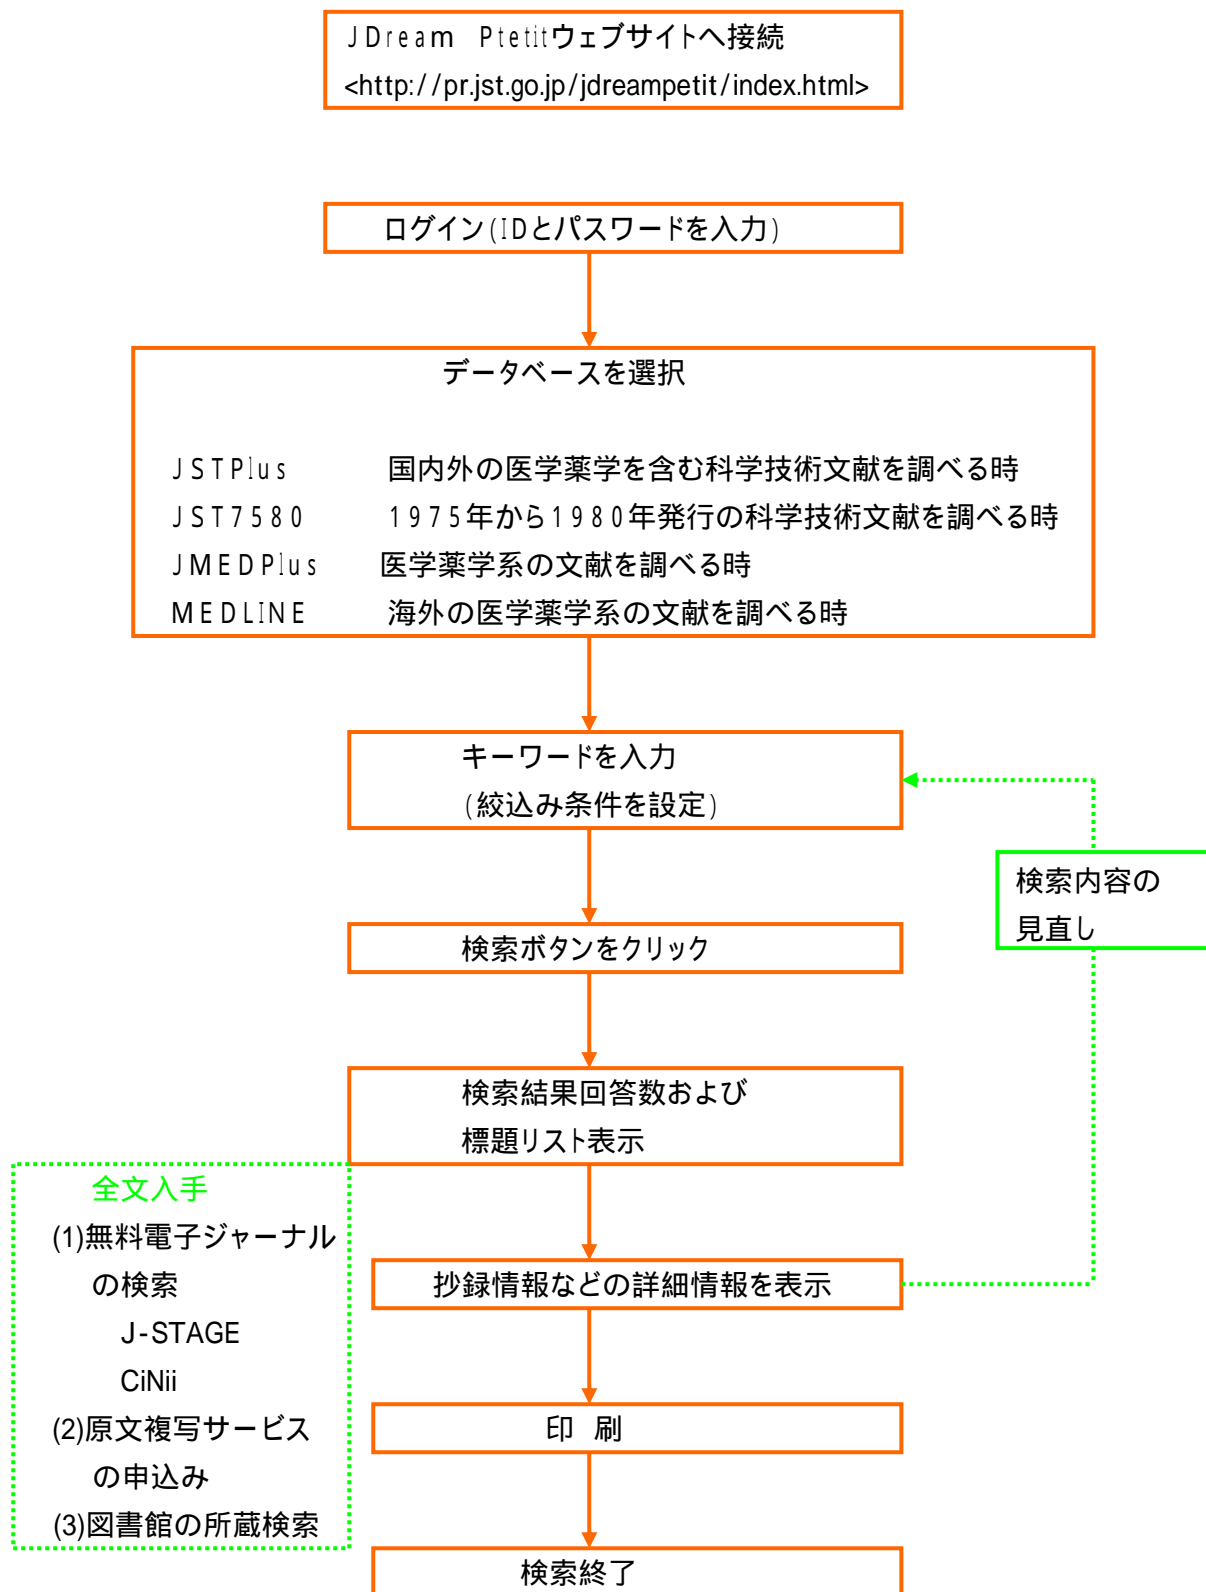 JDream Ptetitウェブサイトへ接続
<http://pr.jst.go.jp/jdreampetit/index.html>
ログイン(IDとパスワードを入力)
データベースを選択
JSTPlus 国内外の医学薬学を含む科学技術文献を調べる時
JST7580 1975年から1980年発行の科学技術文献を調べる時
JMEDPlus 医学薬学系の文献を調べる時
MEDLINE 海外の医学薬学系の文献を調べる時
キーワードを入力
(絞込み条件を設定)
検索内容の
見直し
検索ボタンをクリック
検索結果回答数および
標題リスト表示
全文入手
(1)無料電子ジャーナル
の検索
J-STAGE
CiNii
(2)原文複写サービス
の申込み
(3)図書館の所蔵検索
抄録情報などの詳細情報を表示
印 刷
検索終了